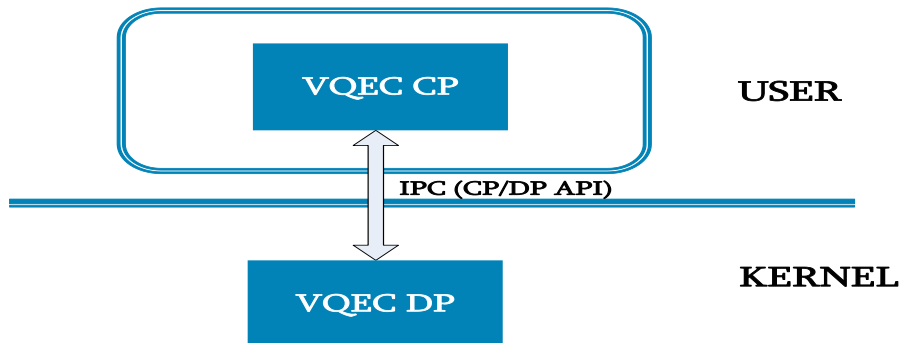 VQEC CP
USER
IPC (CP/DP API)
KERNEL
VQEC DP